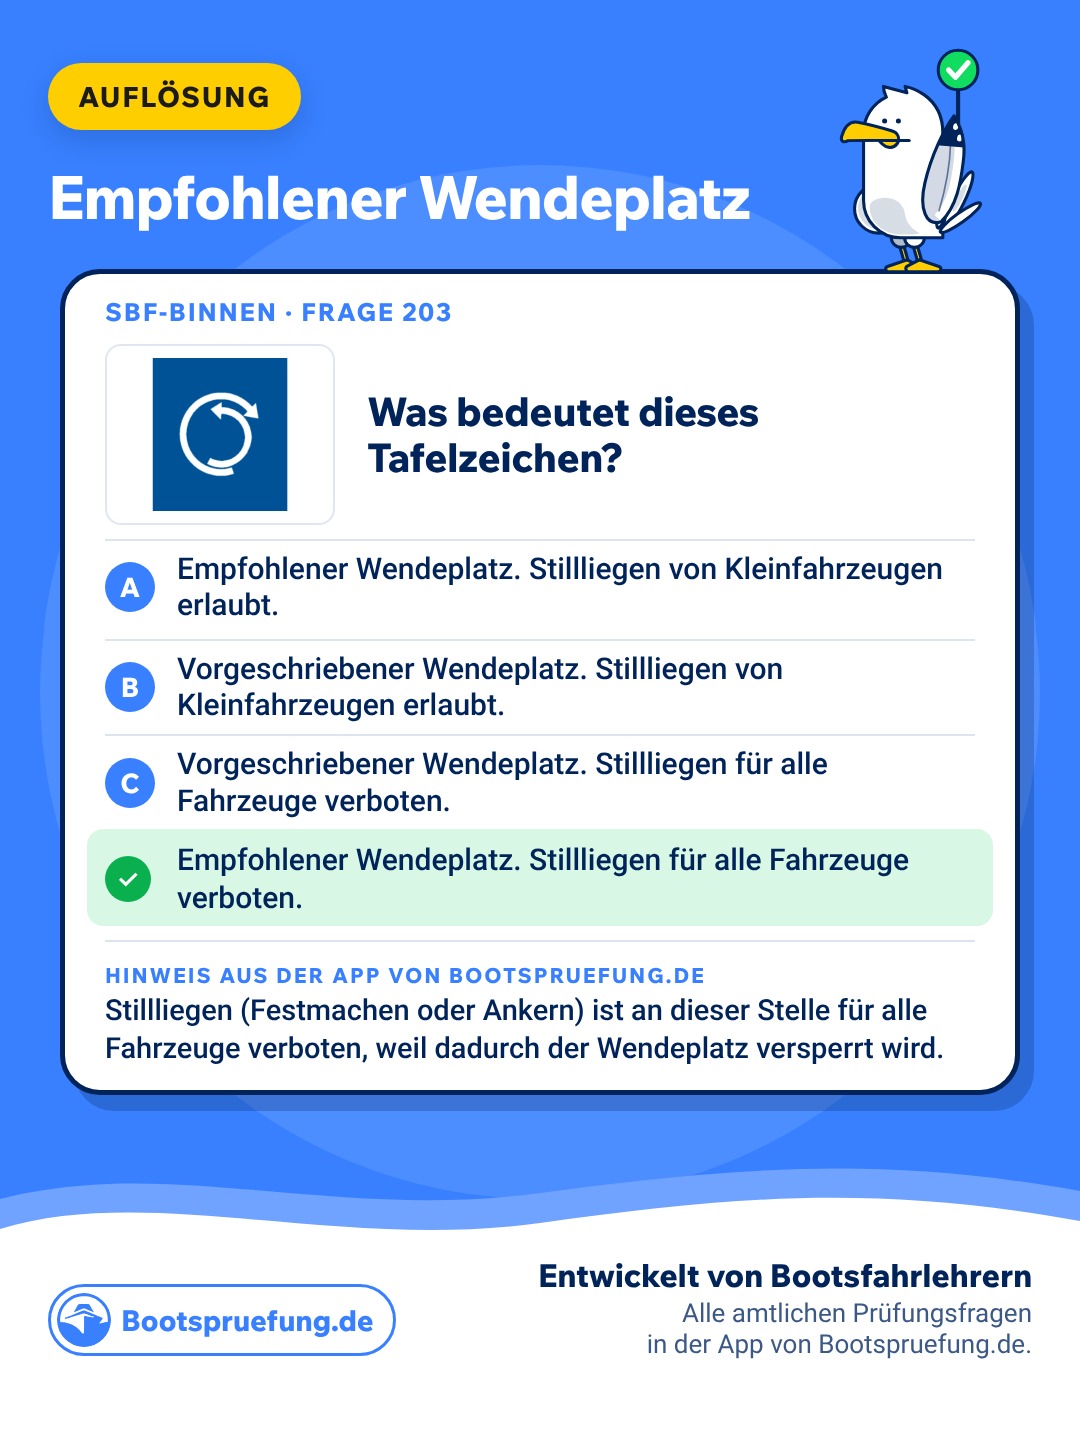 AUFLÖSUNG
Empfohlener Wendeplatz
SBF-BINNEN · FRAGE 203
Was bedeutet dieses
Tafelzeichen?
A Empfohlener Wendeplatz. Stillliegen von Kleinfahrzeugen
erlaubt.
B Vorgeschriebener Wendeplatz. Stillliegen von
Kleinfahrzeugen erlaubt.
C Vorgeschriebener Wendeplatz. Stillliegen für alle
Fahrzeuge verboten.
Empfohlener Wendeplatz. Stillliegen für alle Fahrzeuge
verboten.
HINWEIS AUS DER APP VON BOOTSPRUEFUNG.DE
Stillliegen (Festmachen oder Ankern) ist an dieser Stelle für alle
Fahrzeuge verboten, weil dadurch der Wendeplatz versperrt wird.
Entwickelt von Bootsfahrlehrern
Alle amtlichen Prüfungsfragen
in der App von Bootspruefung.de.
Bootspruefung.de